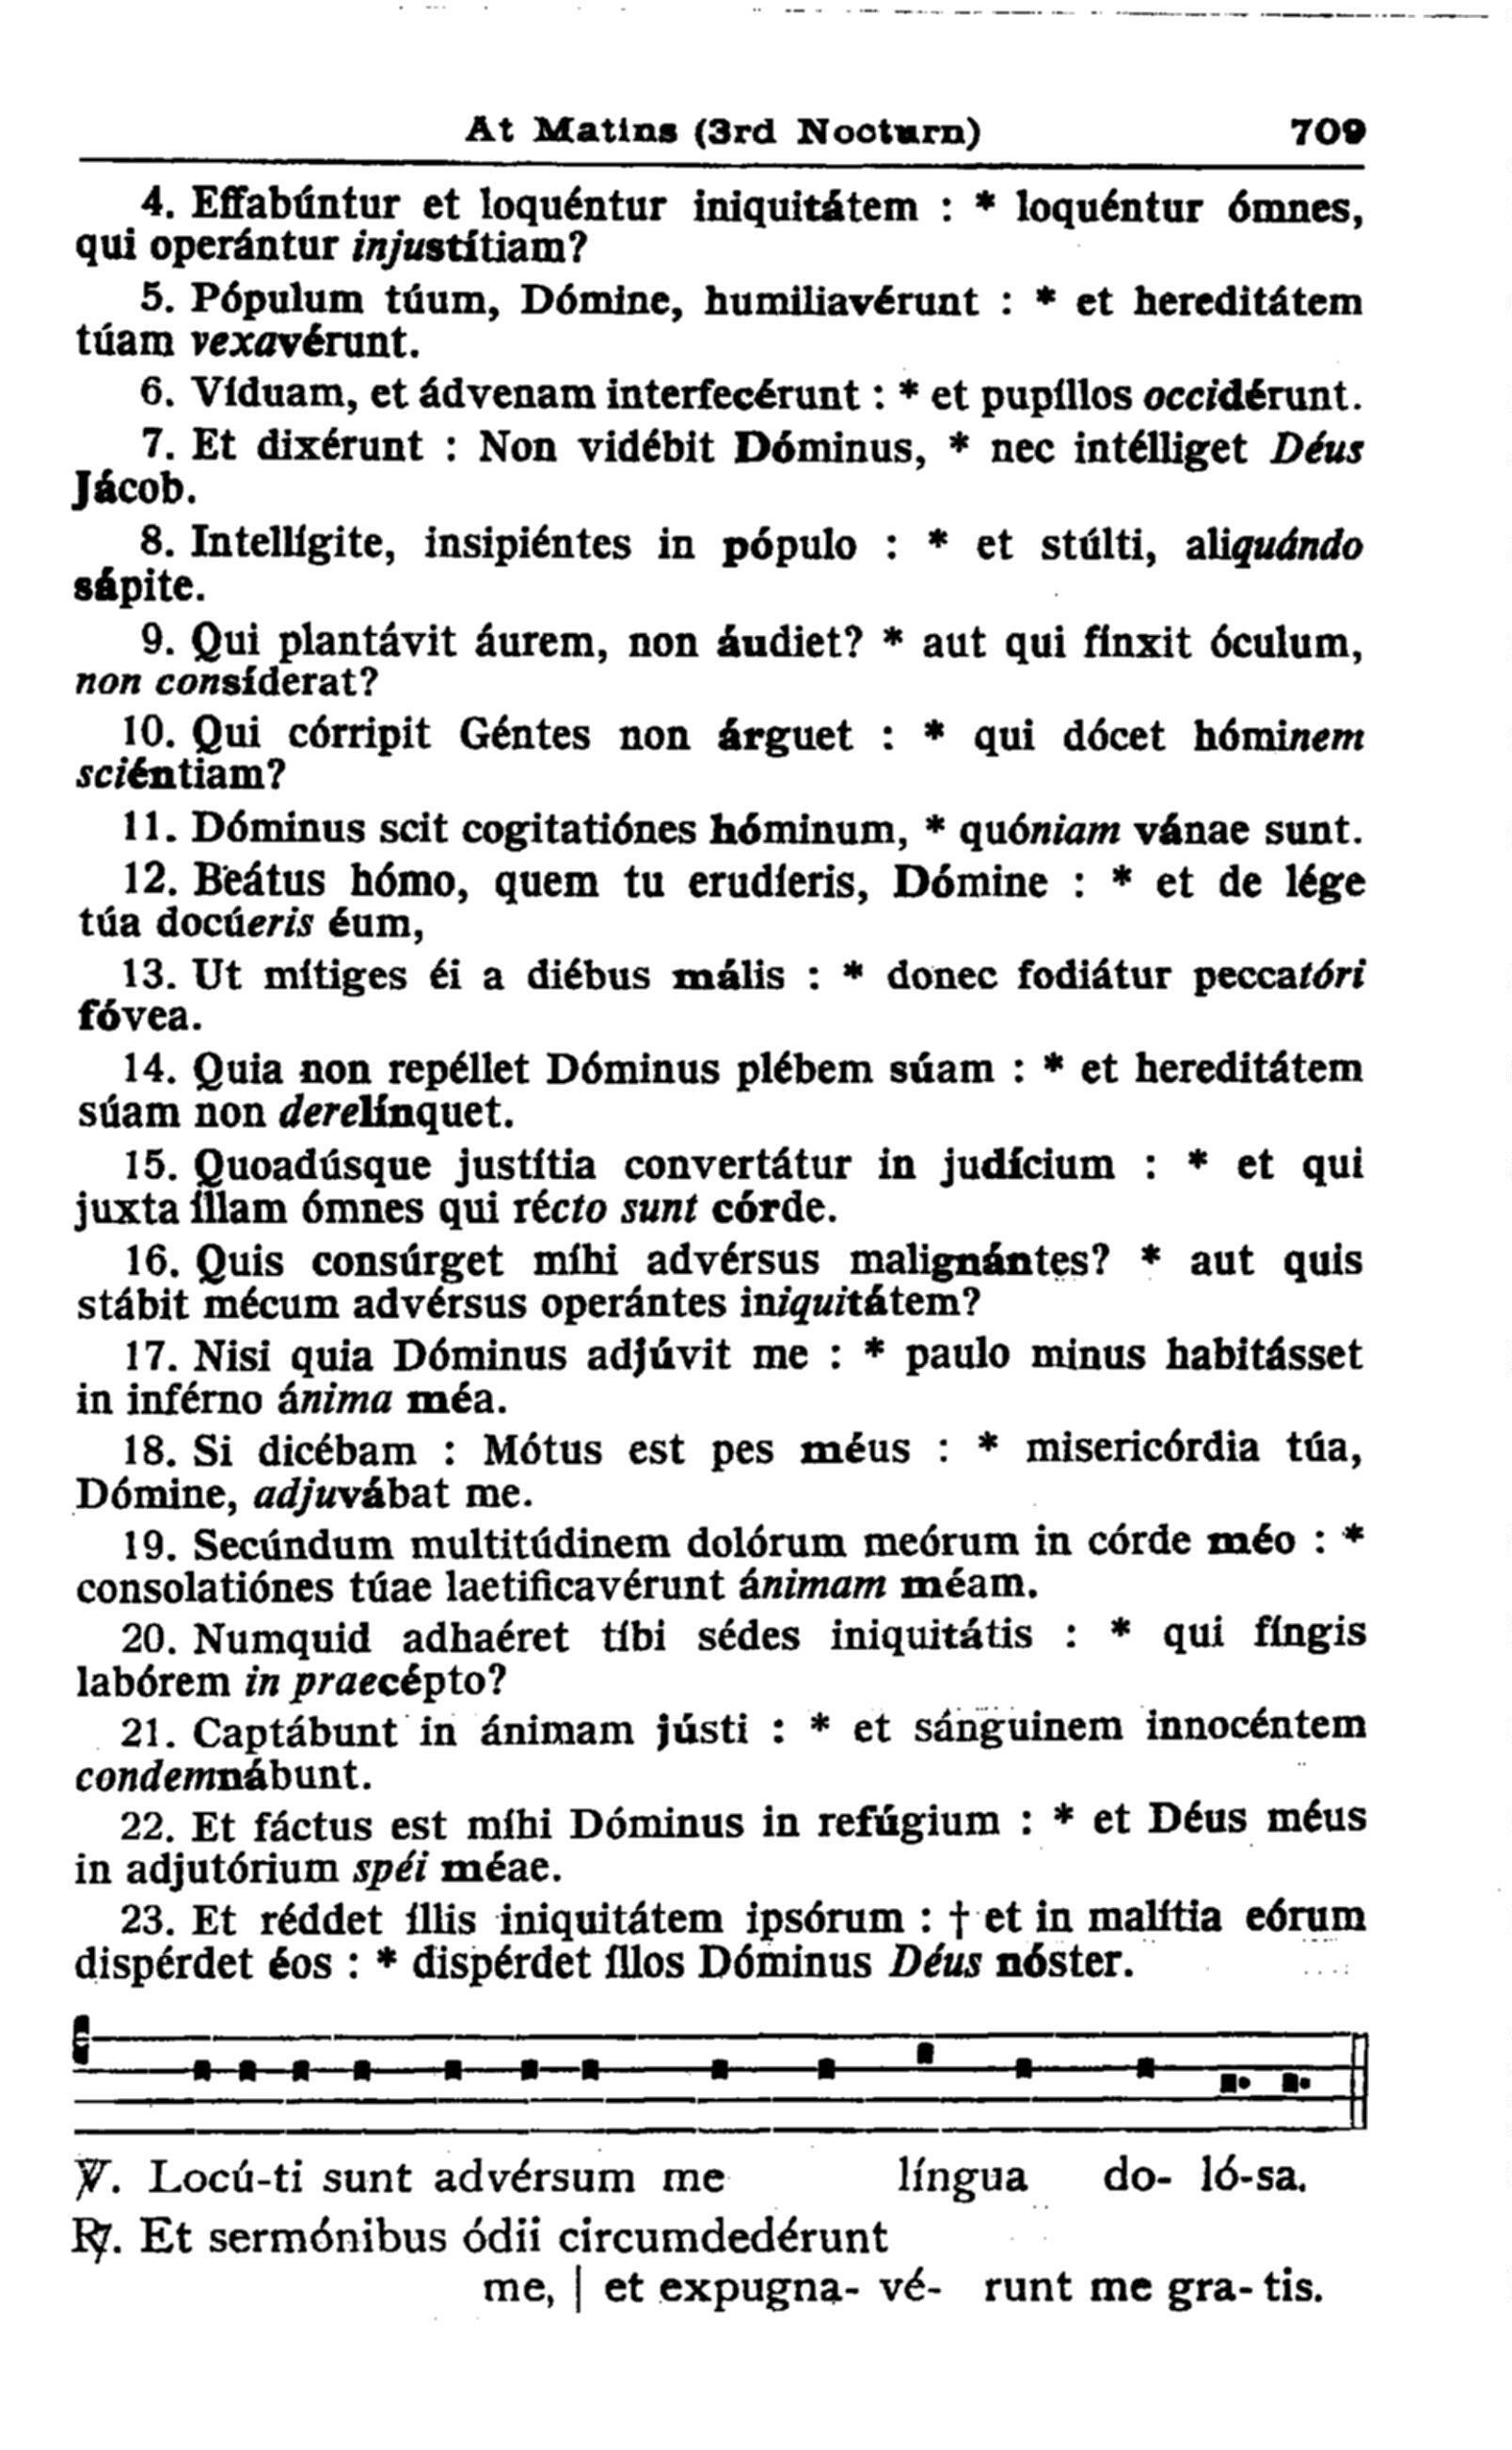 At Matins (3rd Nocturn) 709
4. Effabúntur et loquéntur iniquitátem : * loquéntur ómnes,
qui operántur injustítiam?
5. Pópulum túum, Dómine, humiliavérunt : * et hereditátem
túam vexavérunt.
6. Víduam, et ádvenam interfecérunt : * et pupíllos occidérunt.
7. Et dixérunt : Non vidébit Dóminus, * nec intélliget Déus
Jácob.
8. Intellígite, insipiéntes in pópulo : * et stúlti, aliquándo
sápite.
9. Qui plantávit áurem, non áudiet? * aut qui fínxit óculum,
non consíderat?
10. Qui córripit Géntes non árguet : * qui dócet hóminem
sciéntiam?
11. Dóminus scit cogitatiónes hóminum, * quóniam vánae sunt.
12. Beátus hómo, quem tu erudíeris, Dómine : * et de lége
túa docúeris éum,
13. Ut mítiges éi a diébus mális : * donec fodiátur peccatóri
fóvea.
14. Quia non repéllet Dóminus plébem súam : * et hereditátem
súam non derelínquet.
15. Quoadúsque justítia convertátur in judícium : * et qui
juxta íllam ómnes qui récto sunt córde.
16. Quis consúrget míhi advérsus malignántes? * aut quis
stábit mécum advérsus operántes iniquitátem?
17. Nisi quia Dóminus adjúvit me : * paulo minus habitásset
in inférno ánima méa.
18. Si dicébam : Mótus est pes méus : * misericórdia túa,
Dómine, adjuvábat me.
19. Secúndum multitúdinem dolórum meórum in córde méo : *
consolatiónes túae laetificavérunt ánimam méam.
20. Numquid adhaéret tíbi sédes iniquitátis : * qui fíngis
labórem in praecépto?
21. Captábunt in ánimam jústi : * et sánguinem innocéntem
condemnábunt.
22. Et fáctus est míhi Dóminus in refúgium : * et Déus méus
in adjutórium spéi méae.
23. Et réddet íllis iniquitátem ipsórum : † et in malítia eórum
dispérdet éos : * dispérdet íllos Dóminus Déus nóster.
℣. Locú-ti sunt advérsum me língua do- ló-sa.
℟. Et sermónibus ódii circumdedérunt
me, | et expugna- vé- runt me gra- tis.